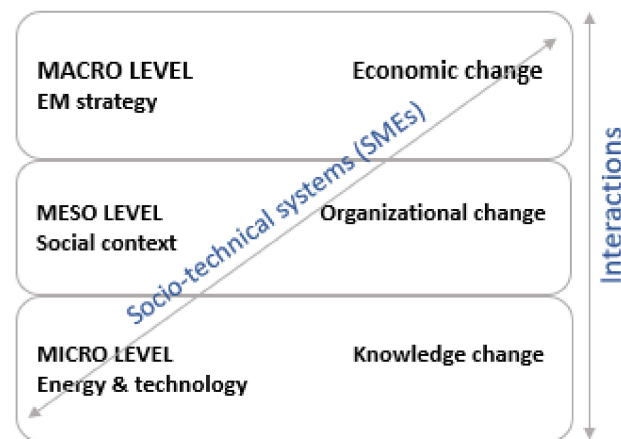 MACRO LEVEL
Economic change
EM strategy
Socio-technical systems (SMEs)
MESO LEVEL
Organizational change
Social context
MICRO LEVEL
Knowledge change
Energy & technology
Interactions